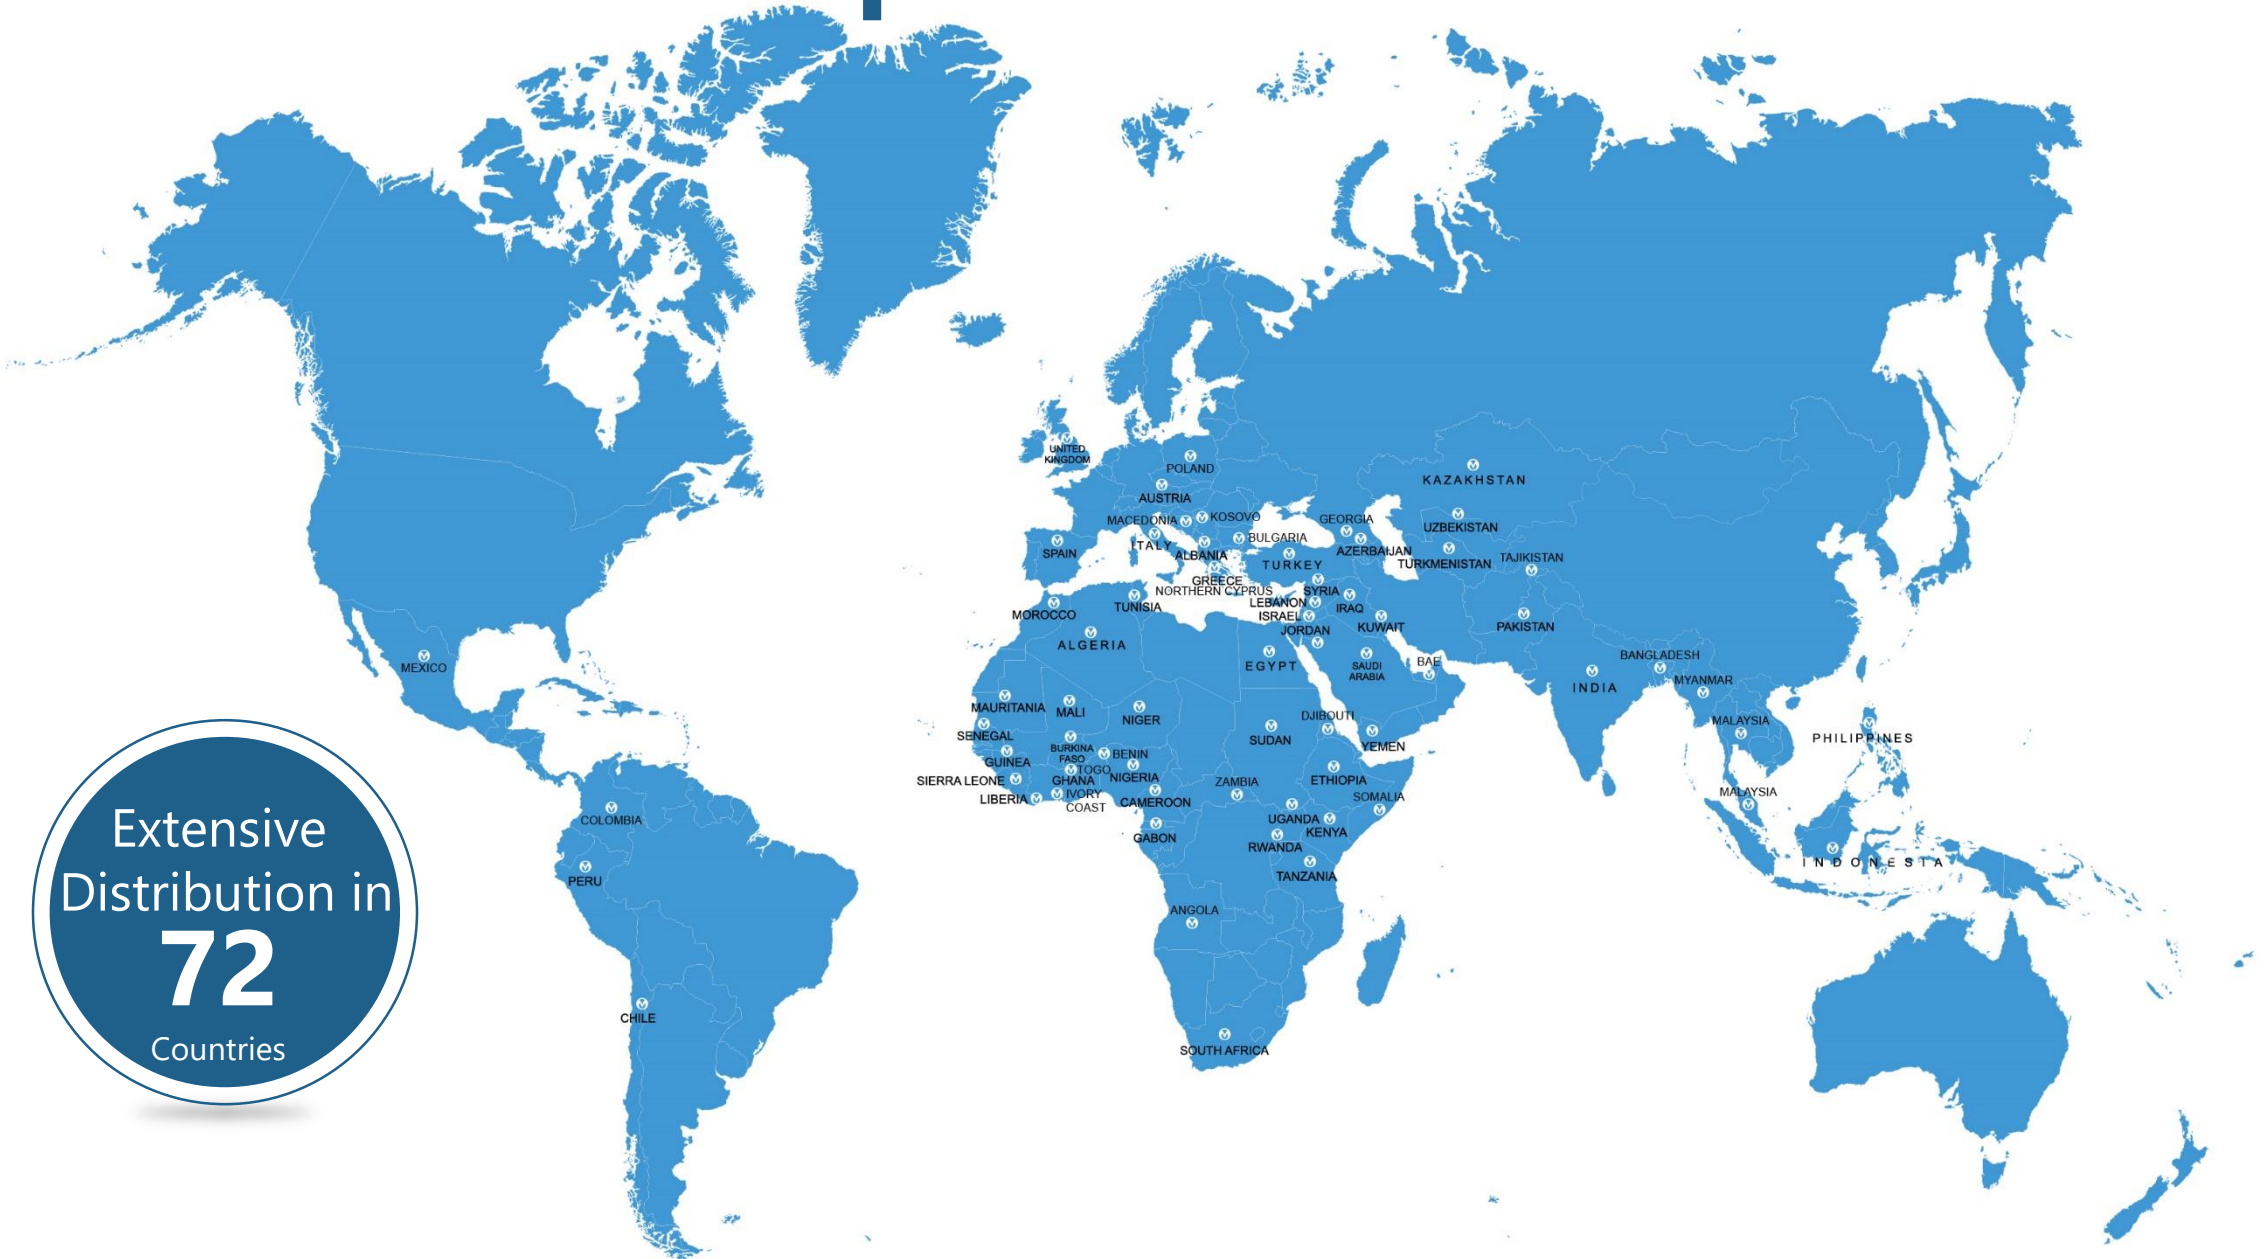 UNITED
KINGDOM
POLAND
KAZAKHSTAN
AUSTRIA
MACEDONIA
KOSOVO
GEORGIA
UZBEKISTAN
BULGARIA
ITALY
SPAIN
ALBANIA
AZERBAIJAN
TURKMENISTAN
TAJIKISTAN
TURKEY
GREECE
NORTHERN CYPRUS
SYRIA
LEBANON
TUNISIA
IRAQ
MOROCCO
ISRAEL
KUWAIT
PAKISTAN
JORDAN
ALGERIA
BANGLADESH
MEXICO
EGYPT
SAUDI
ARABIA
BAE
INDIA
MYANMAR
MAURITANIA
MALI
NIGER
DJIBOUTI
MALAYSIA
SENEGAL
SUDAN
YEMEN
PHILIPPINES
BURKINA
FASO
BENIN
GUINEA
TOGO
SIERRA LEONE
GHANA
NIGERIA
ZAMBIA
ETHIOPIA
MALAYSIA
LIBERIA
IVORY
COAST
CAMEROON
SOMALIA
COLOMBIA
UGANDA
KENYA
GABON
RWANDA
INDONESIA
PERU
TANZANIA
ANGOLA
CHILE
SOUTH AFRICA
Extensive
Distribution in
72
Countries